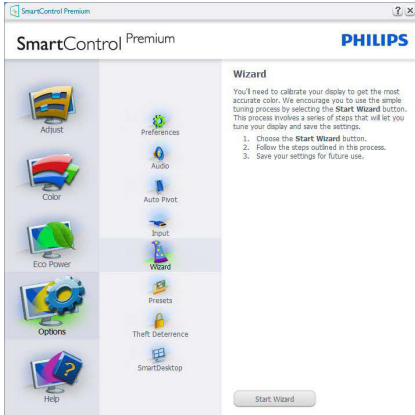 SmartControl Premium
SmartControl Premium
PHILIPS
Adjust
Color
Eco Power
Options
Help
Preferences
Audio
Auto Pivot
Input
Wizard
Presets
Theft Deterrence
SmartDesktop
Wizard
You'll need to calibrate your display to get the most
accurate color. We encourage you to use the simple
tuning process by selecting the Start Wizard button.
This process involves a series of steps that will let you
tune your display and save the settings.
1. Choose the Start Wizard button.
2. Follow the steps outlined in this process.
3. Save your settings for future use.
Start Wizard